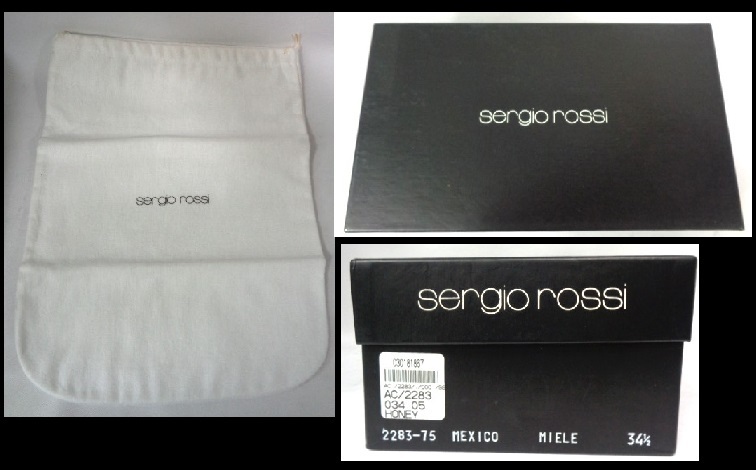 sergio rossi
sergio rossi
sergio rossi
AC/2283
034 05
HONEY
2283-75 MEXICO MIELE 34½